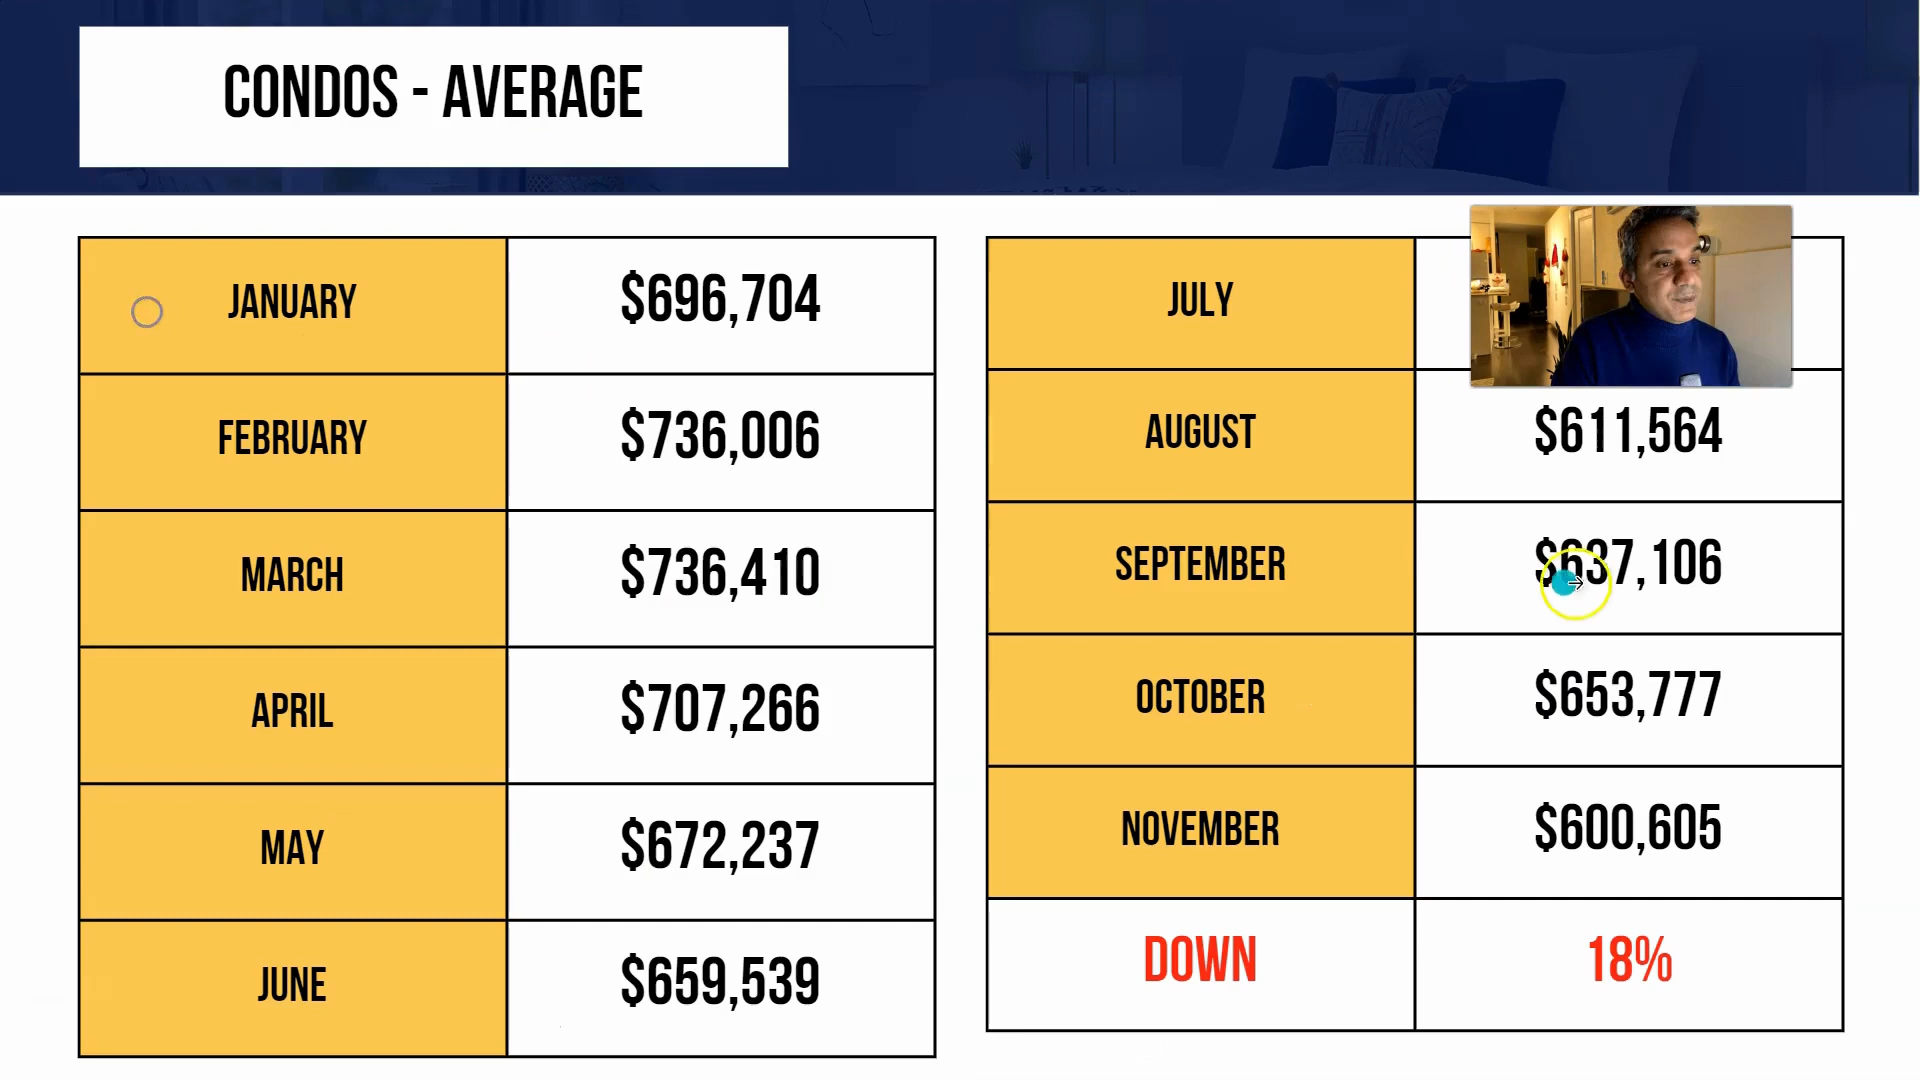 CONDOS - AVERAGE
JANUARY $696,704
FEBRUARY $736,006
MARCH $736,410
APRIL $707,266
MAY $672,237
JUNE $659,539
JULY
AUGUST $611,564
SEPTEMBER $637,106
OCTOBER $653,777
NOVEMBER $600,605
DOWN 18%